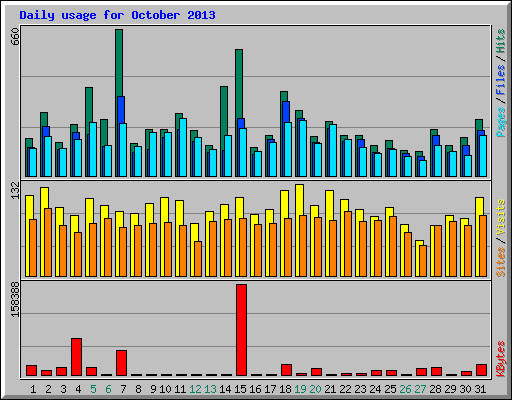 Daily usage for October 2013
660
Pages / Files / Hits
132
Sites / Visits
158388
KBytes
1 2 3 4 5 6 7 8 9 10 11 12 13 14 15 16 17 18 19 20 21 22 23 24 25 26 27 28 29 30 31